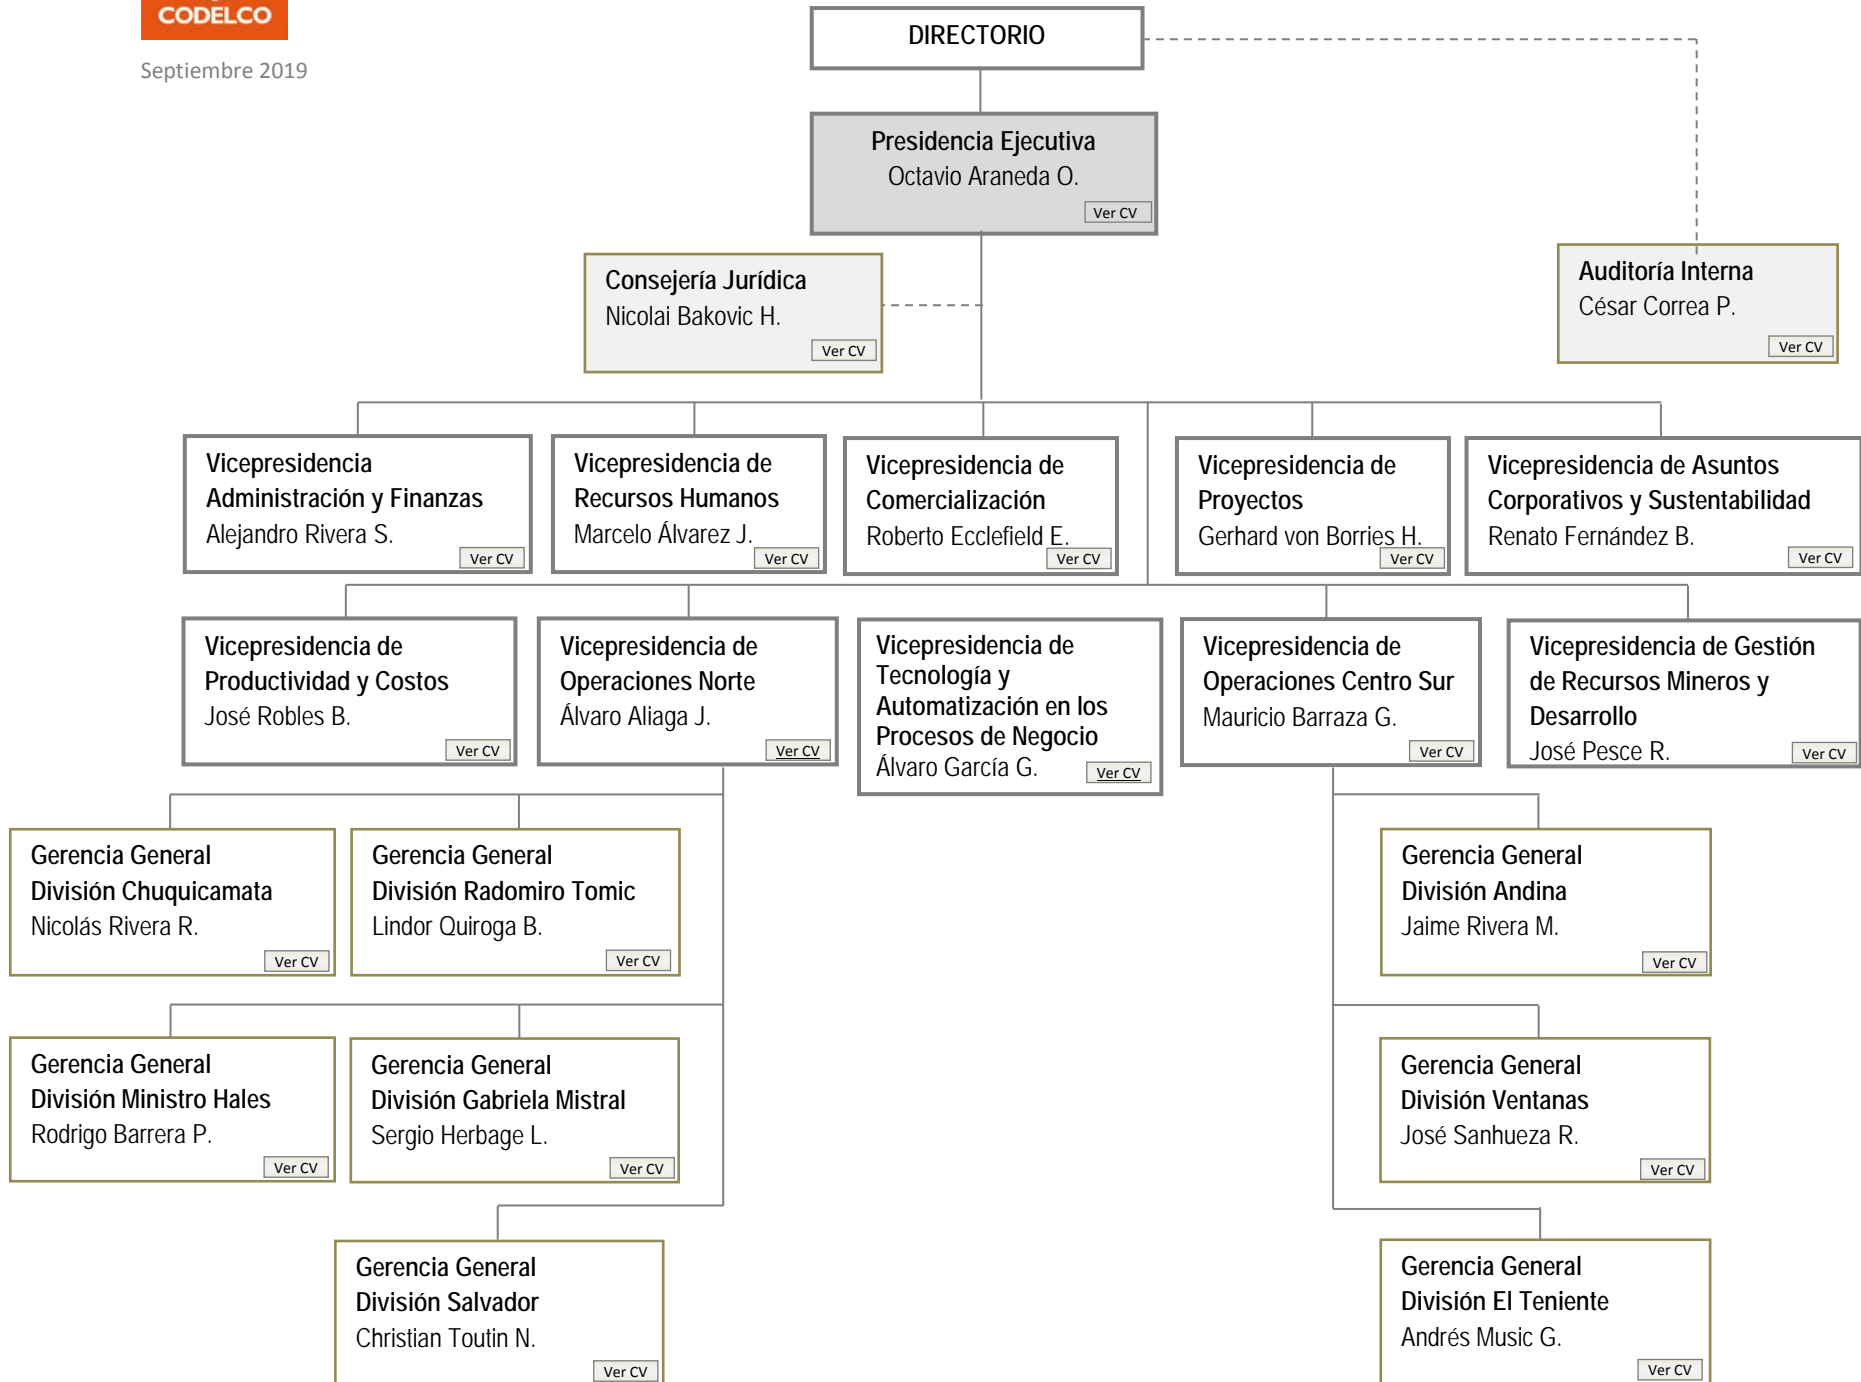 CODELCO
Septiembre 2019
DIRECTORIO
Presidencia Ejecutiva
Octavio Araneda O.
Ver CV
Consejería Jurídica
Nicolai Bakovic H.
Ver CV
Auditoría Interna
César Correa P.
Ver CV
Vicepresidencia
Administración y Finanzas
Alejandro Rivera S.
Ver CV
Vicepresidencia de
Recursos Humanos
Marcelo Álvarez J.
Ver CV
Vicepresidencia de
Comercialización
Roberto Ecclefield E.
Ver CV
Vicepresidencia de
Proyectos
Gerhard von Borries H.
Ver CV
Vicepresidencia de Asuntos
Corporativos y Sustentabilidad
Renato Fernández B.
Ver CV
Vicepresidencia de
Productividad y Costos
José Robles B.
Ver CV
Vicepresidencia de
Operaciones Norte
Álvaro Aliaga J.
Ver CV
Vicepresidencia de
Tecnología y
Automatización en los
Procesos de Negocio
Álvaro García G.
Ver CV
Vicepresidencia de
Operaciones Centro Sur
Mauricio Barraza G.
Ver CV
Vicepresidencia de Gestión
de Recursos Mineros y
Desarrollo
José Pesce R.
Ver CV
Gerencia General
División Chuquicamata
Nicolás Rivera R.
Ver CV
Gerencia General
División Radomiro Tomic
Lindor Quiroga B.
Ver CV
Gerencia General
División Andina
Jaime Rivera M.
Ver CV
Gerencia General
División Ministro Hales
Rodrigo Barrera P.
Ver CV
Gerencia General
División Gabriela Mistral
Sergio Herbage L.
Ver CV
Gerencia General
División Ventanas
José Sanhueza R.
Ver CV
Gerencia General
División Salvador
Christian Toutin N.
Ver CV
Gerencia General
División El Teniente
Andrés Music G.
Ver CV